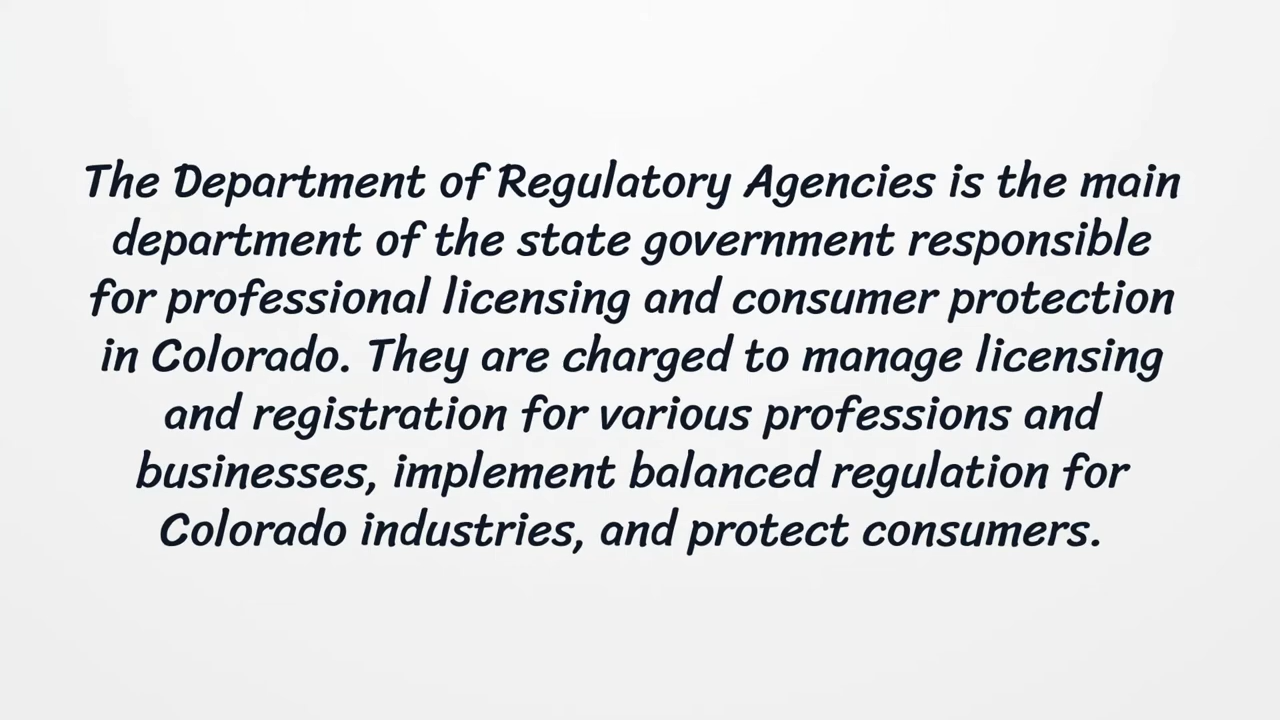 The Department of Regulatory Agencies is the main
department of the state government responsible
for professional licensing and consumer protection
in Colorado. They are charged to manage licensing
and registration for various professions and
businesses, implement balanced regulation for
Colorado industries, and protect consumers.